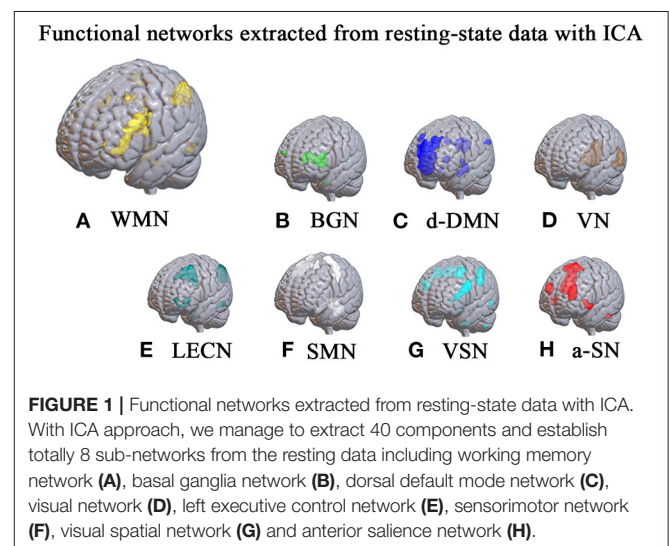 Functional networks extracted from resting-state data with ICA
A WMN
B BGN
C d-DMN
D VN
E LECN
F SMN
G VSN
H a-SN
FIGURE 1 | Functional networks extracted from resting-state data with ICA.
With ICA approach, we manage to extract 40 components and establish
totally 8 sub-networks from the resting data including working memory
network (A), basal ganglia network (B), dorsal default mode network (C),
visual network (D), left executive control network (E), sensorimotor network
(F), visual spatial network (G) and anterior salience network (H).